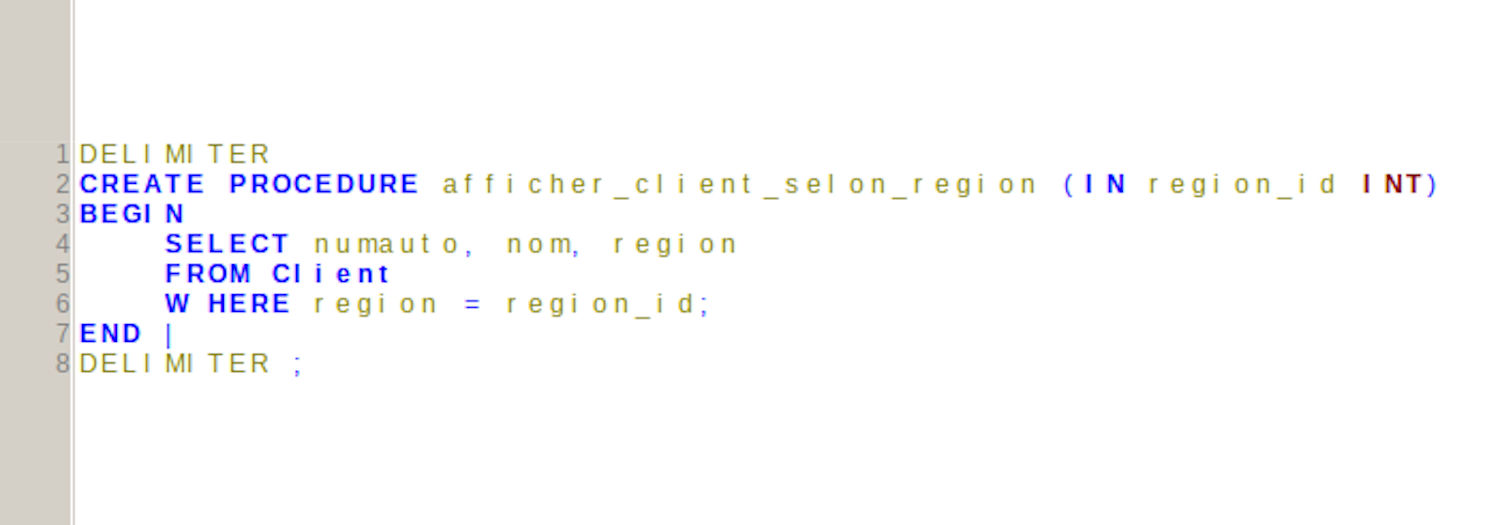 1 DELIMITER
2 CREATE PROCEDURE afficher_client_selon_region (IN region_id INT)
3 BEGIN
4 SELECT numauto, nom, region
5 FROM Client
6 WHERE region = region_id;
7 END |
8 DELIMITER ;